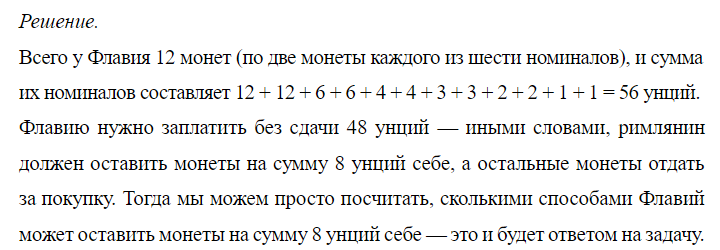 Решение.
Всего у Флавия 12 монет (по две монеты каждого из шести номиналов), и сумма
их номиналов составляет 12 + 12 + 6 + 6 + 4 + 4 + 3 + 3 + 2 + 2 + 1 + 1 = 56 унций.
Флавию нужно заплатить без сдачи 48 унций — иными словами, римлянин
должен оставить монеты на сумму 8 унций себе, а остальные монеты отдать
за покупку. Тогда мы можем просто посчитать, сколькими способами Флавий
может оставить монеты на сумму 8 унций себе — это и будет ответом на задачу.